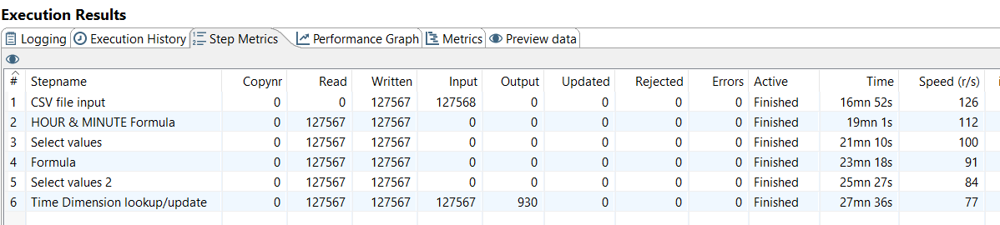 Execution Results
Logging Execution History Step Metrics Performance Graph Metrics Preview data
# Stepname Copynr Read Written Input Output Updated Rejected Errors Active Time Speed (r/s)
1 CSV file input 0 0 127567 127568 0 0 0 0 Finished 16mn 52s 126
2 HOUR & MINUTE Formula 0 127567 127567 0 0 0 0 0 Finished 19mn 1s 112
3 Select values 0 127567 127567 0 0 0 0 0 Finished 21mn 10s 100
4 Formula 0 127567 127567 0 0 0 0 0 Finished 23mn 18s 91
5 Select values 2 0 127567 127567 0 0 0 0 0 Finished 25mn 27s 84
6 Time Dimension lookup/update 0 127567 127567 127567 930 0 0 0 Finished 27mn 36s 77